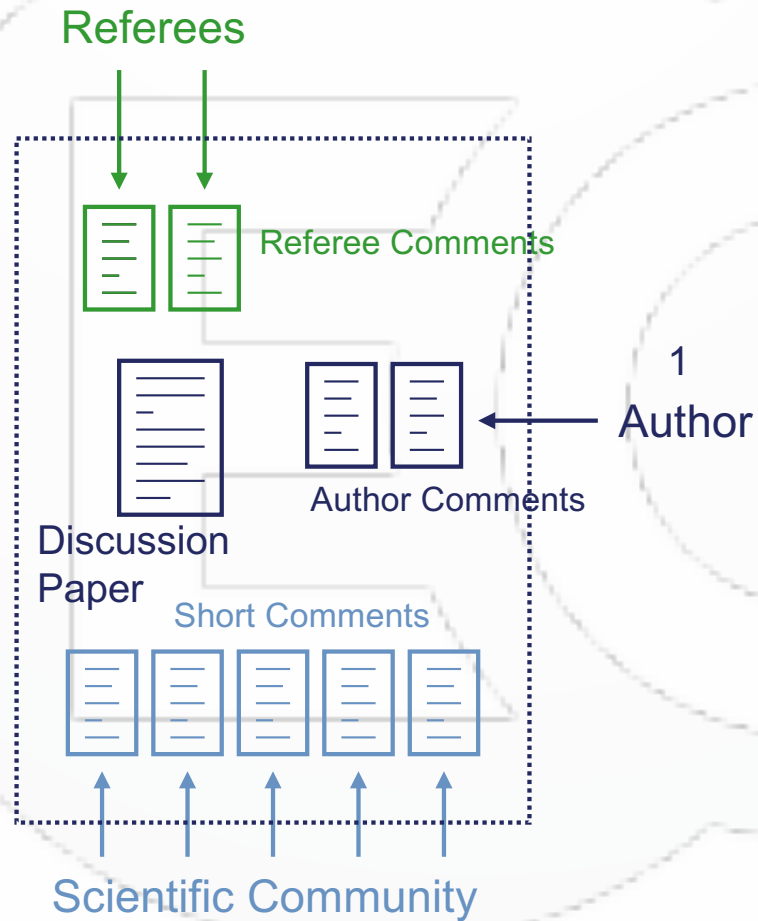 Referees
Referee Comments
1
Author
Author Comments
Discussion
Paper
Short Comments
Scientific Community